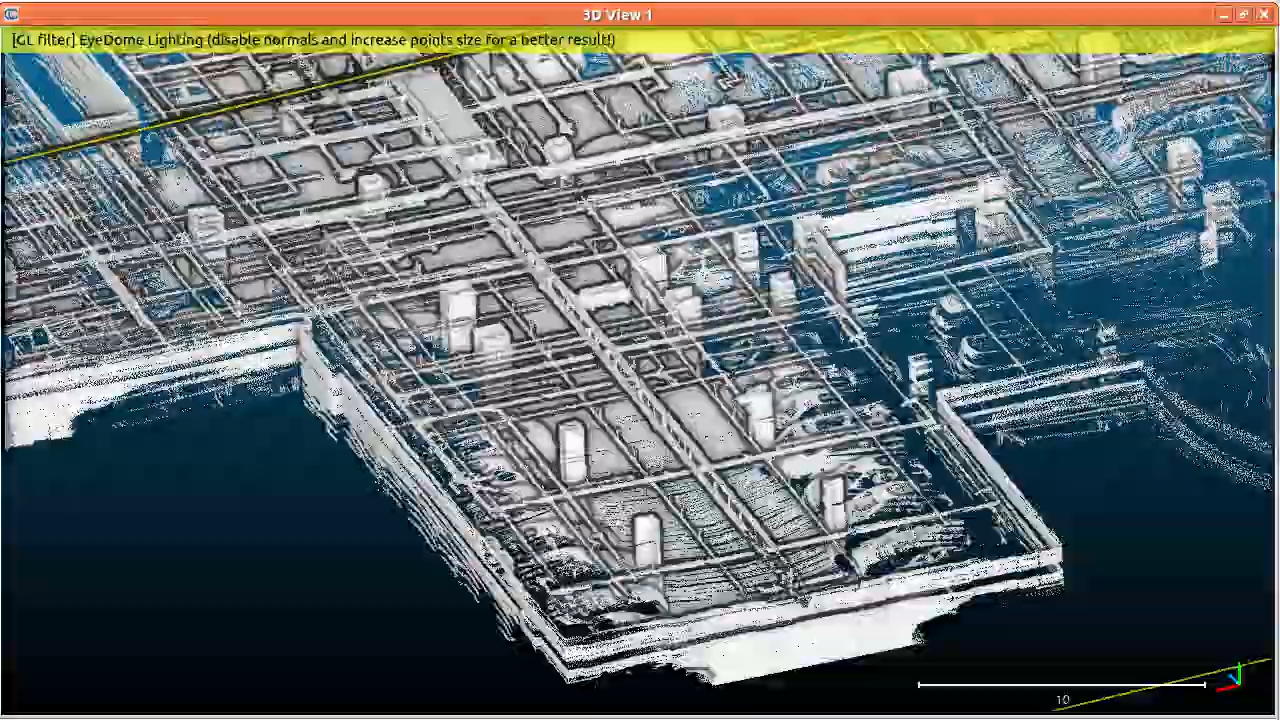 3D View 1
[GL filter] EyeDome Lighting (disable normals and increase points size for a better result!)
10